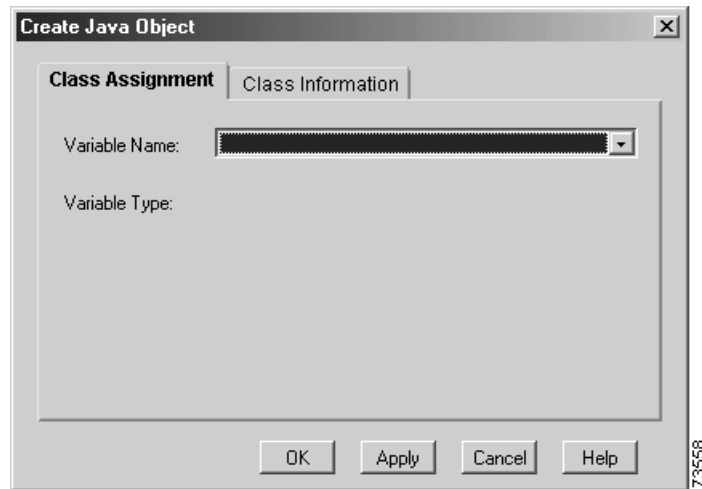 Create Java Object
Class Assignment
Class Information
Variable Name:
Variable Type:
OK
Apply
Cancel
Help
73558